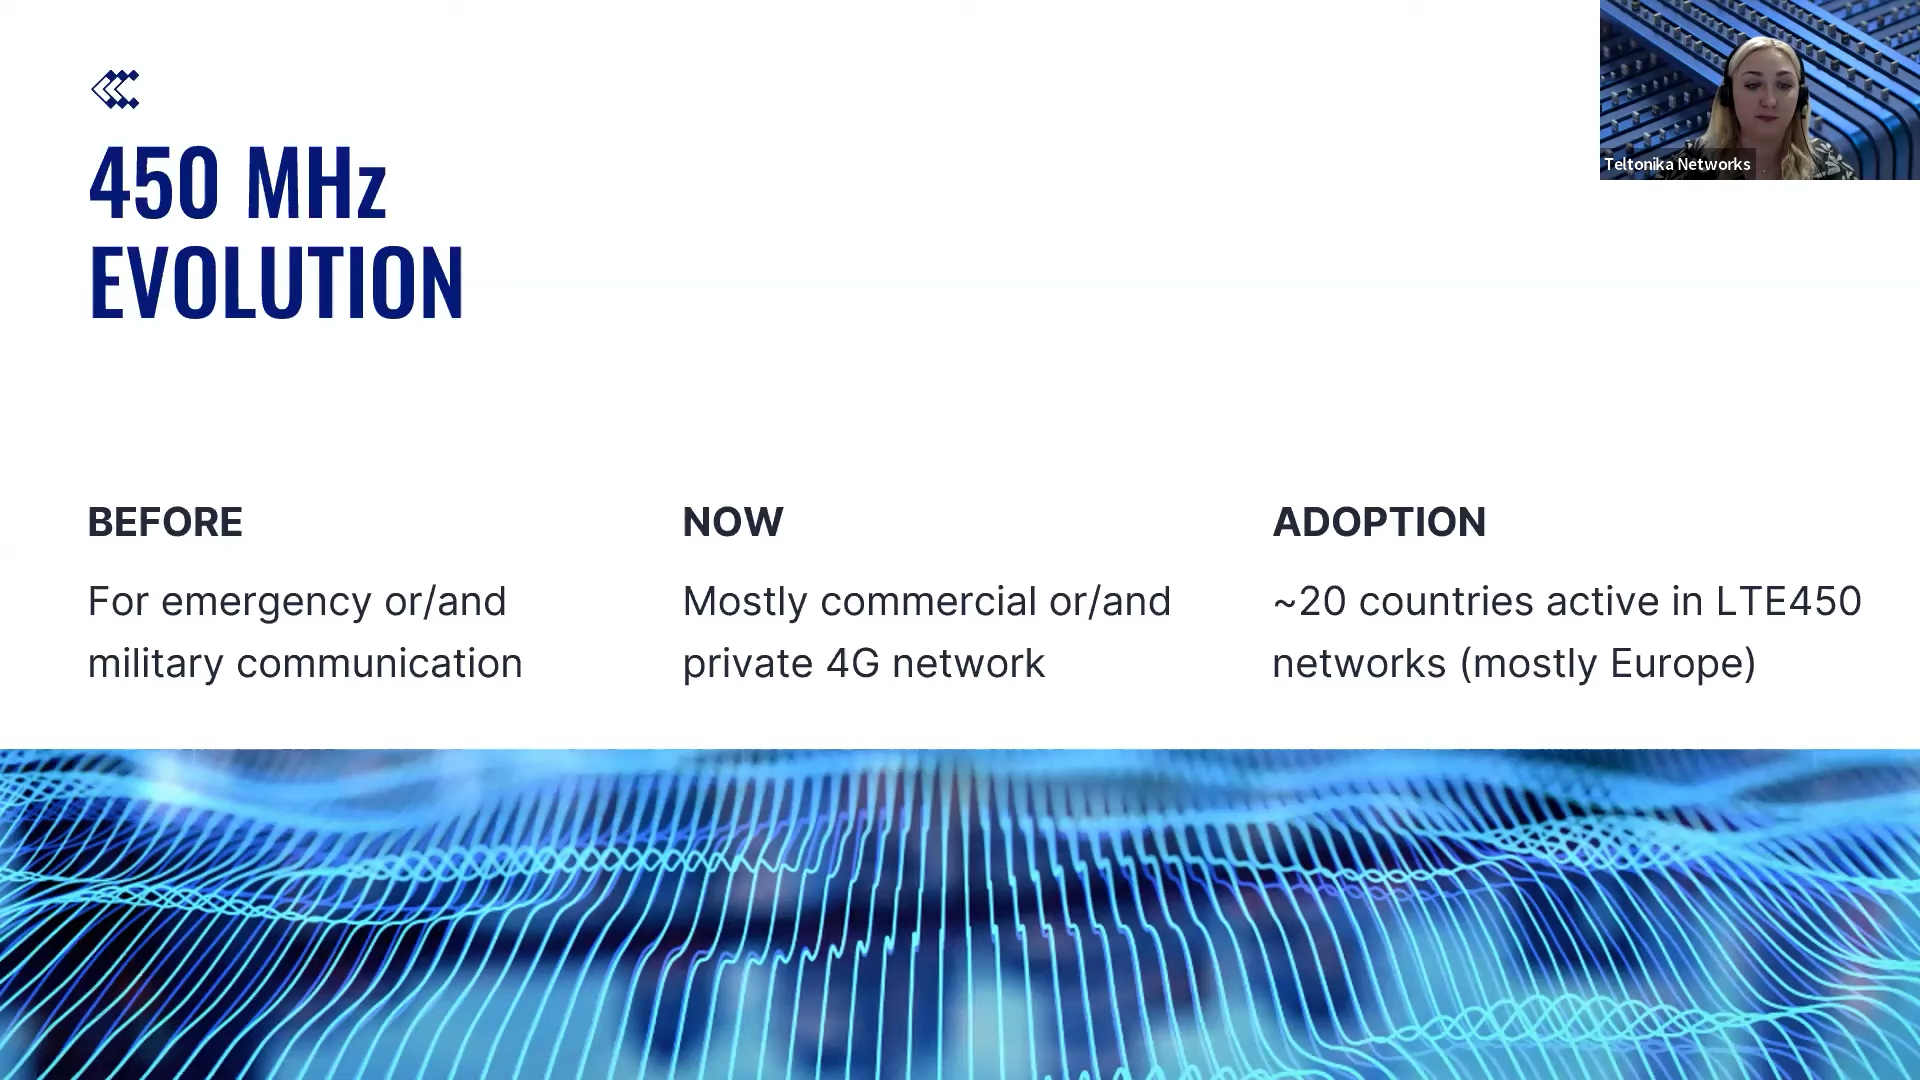 450 MHz
EVOLUTION
Teltonika Networks
BEFORE
For emergency or/and
military communication
NOW
Mostly commercial or/and
private 4G network
ADOPTION
~20 countries active in LTE450
networks (mostly Europe)